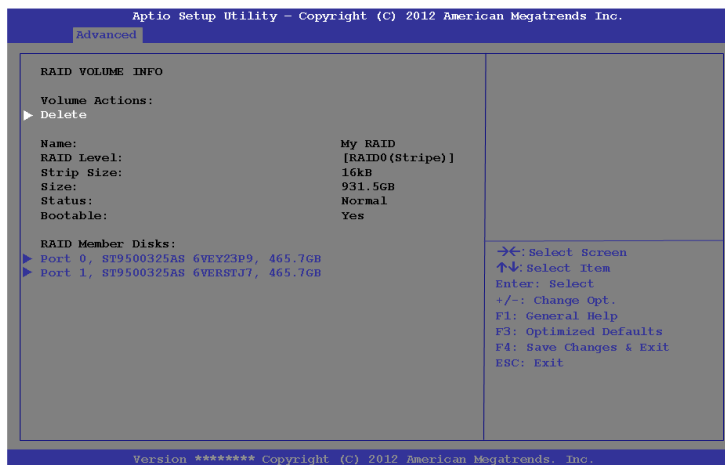 Aptio Setup Utility – Copyright (C) 2012 American Megatrends Inc.
Advanced
RAID VOLUME INFO
Volume Actions:
Delete
Name: My RAID
RAID Level: [RAID0(Stripe)]
Strip Size: 16kB
Size: 931.5GB
Status: Normal
Bootable: Yes
RAID Member Disks:
Port 0, ST9500325AS 6VEY23P9, 465.7GB
Port 1, ST9500325AS 6VERSTJ7, 465.7GB
→←: Select Screen
↑↓: Select Item
Enter: Select
+/-: Change Opt.
F1: General Help
F3: Optimized Defaults
F4: Save Changes & Exit
ESC: Exit
Version ******** Copyright (C) 2012 American Megatrends. Inc.